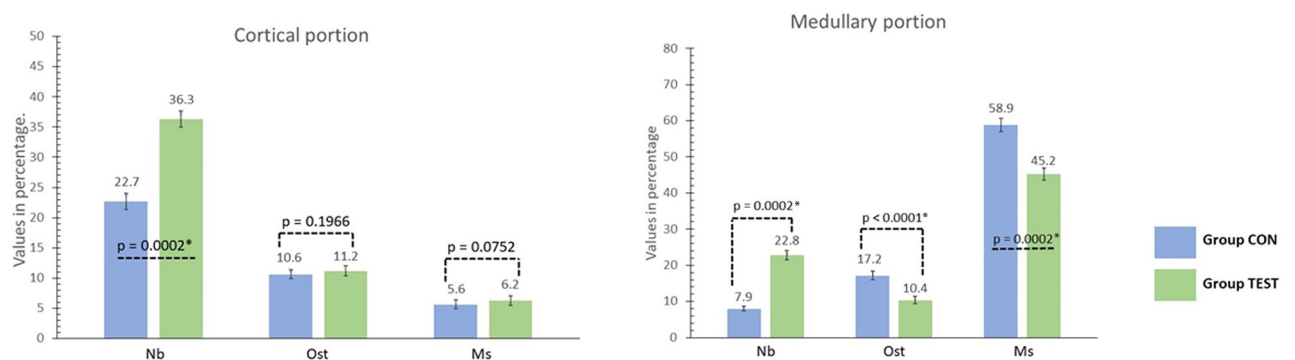 Cortical portion
Values in percentage.
50
45
40
35
30
25
20
15
10
5
0
22.7
36.3
p = 0.0002*
p = 0.1966
10.6
11.2
p = 0.0752
5.6
6.2
Nb
Ost
Ms
Medullary portion
Values in percentage
80
70
60
50
40
30
20
10
0
p = 0.0002*
7.9
22.8
p < 0.0001*
17.2
10.4
58.9
45.2
p = 0.0002*
Nb
Ost
Ms
Group CON
Group TEST